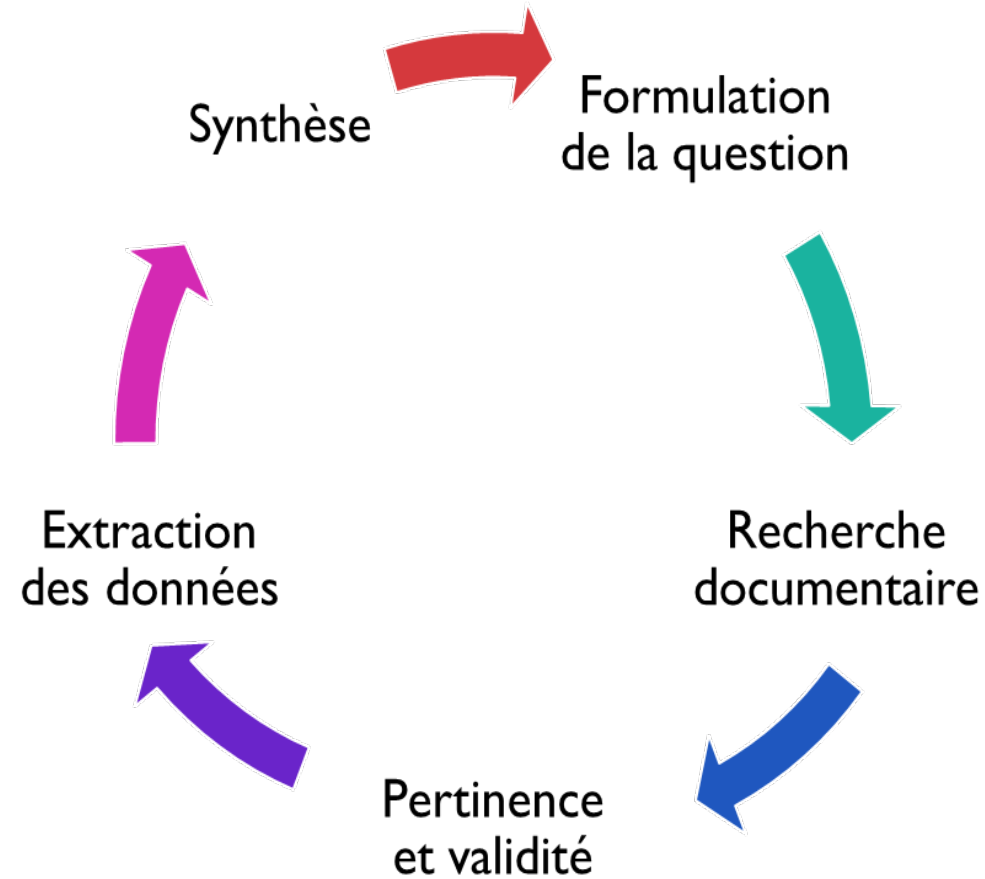 Synthèse
Formulation
de la question
Extraction
des données
Recherche
documentaire
Pertinence
et validité